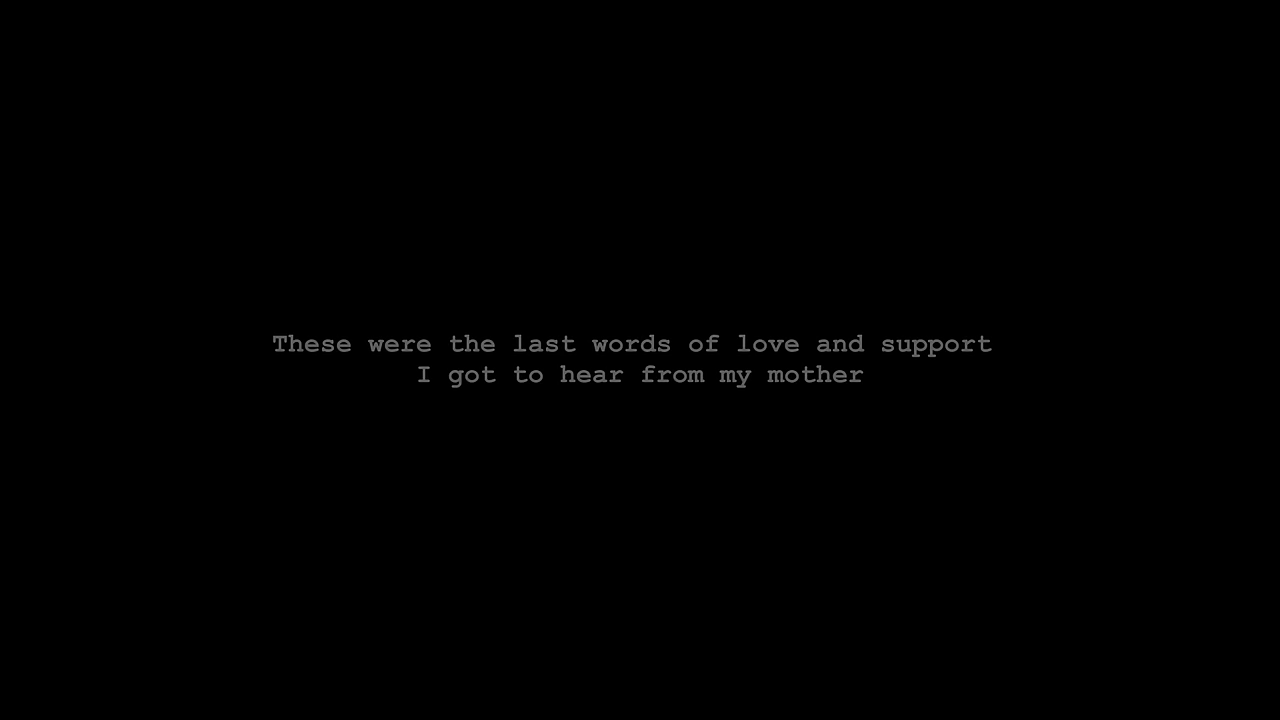 These were the last words of love and support
I got to hear from my mother